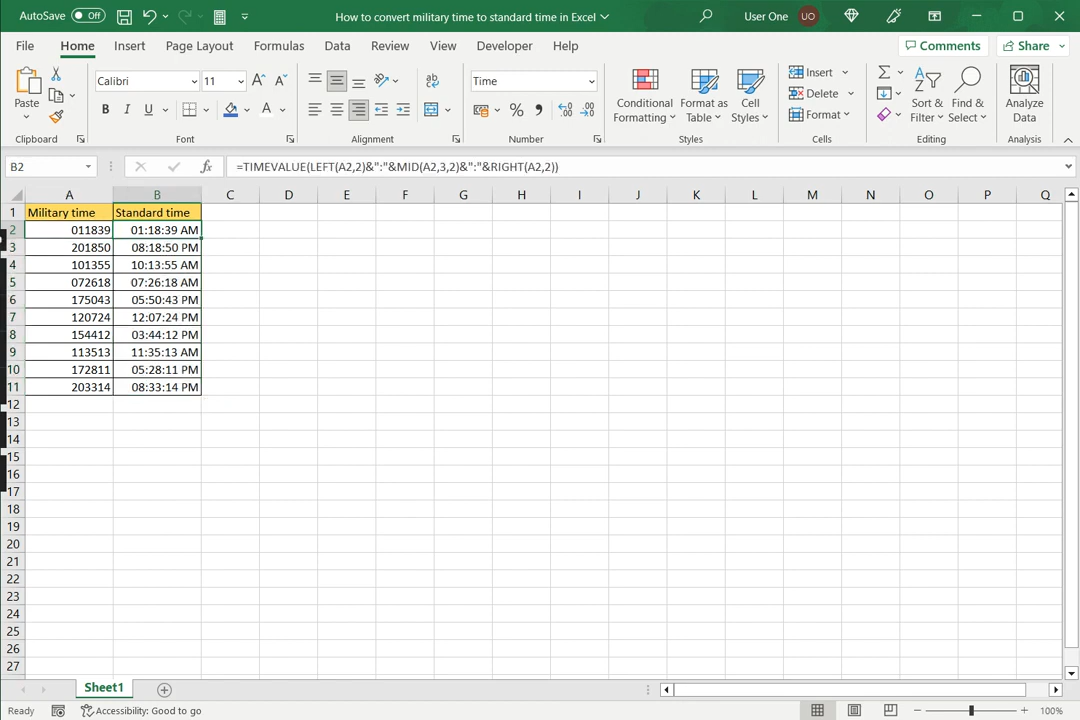 AutoSave Off How to convert military time to standard time in Excel User One UO
File Home Insert Page Layout Formulas Data Review View Developer Help Comments Share
Paste Calibri 11 A A ab Time Conditional Formatting Format as Table Cell Styles Insert Delete Format Sort & Filter Find & Select Analyze Data
B I U A % 9 .00 .00
Clipboard Font Alignment Number Styles Cells Editing Analysis
B2 fx =TIMEVALUE(LEFT(A2,2)&":"&MID(A2,3,2)&":"&RIGHT(A2,2))
A B C D E F G H I J K L M N O P Q
1 Military time Standard time
2 011839 01:18:39 AM
3 201850 08:18:50 PM
4 101355 10:13:55 AM
5 072618 07:26:18 AM
6 175043 05:50:43 PM
7 120724 12:07:24 PM
8 154412 03:44:12 PM
9 113513 11:35:13 AM
10 172811 05:28:11 PM
11 203314 08:33:14 PM
12
13
14
15
16
17
18
19
20
21
22
23
24
25
26
27
Sheet1
Ready Accessibility: Good to go 100%